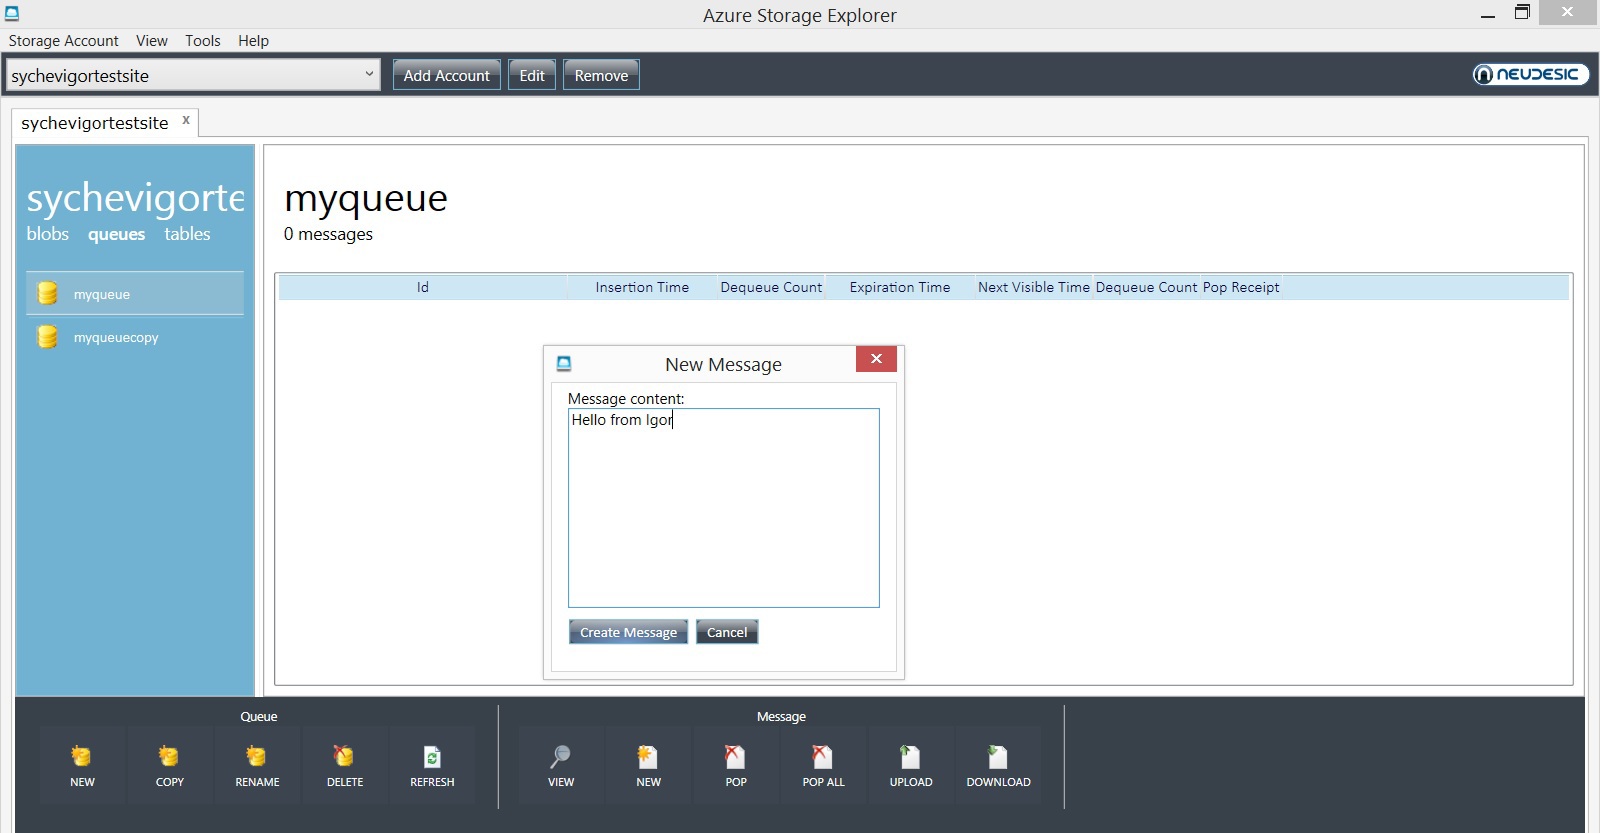 Azure Storage Explorer
Storage Account View Tools Help
sychevigortestsite Add Account Edit Remove NEUDESIC
sychevigortestsite x
sychevigorte
blobs queues tables
myqueue
myqueuecopy
myqueue
0 messages
Id Insertion Time Dequeue Count Expiration Time Next Visible Time Dequeue Count Pop Receipt
New Message
Message content:
Hello from Igor
Create Message Cancel
Queue
NEW COPY RENAME DELETE REFRESH
Message
VIEW NEW POP POP ALL UPLOAD DOWNLOAD